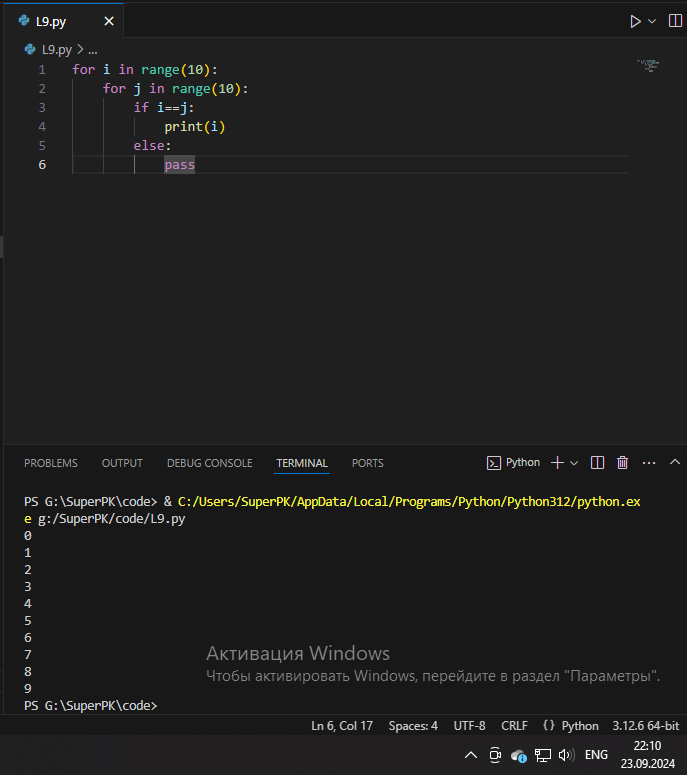 L9.py
L9.py > ...
1 for i in range(10):
2     for j in range(10):
3         if i==j:
4             print(i)
5         else:
6             pass
PROBLEMS OUTPUT DEBUG CONSOLE TERMINAL PORTS Python
PS G:\SuperPK\code> & C:/Users/SuperPK/AppData/Local/Programs/Python/Python312/python.ex
e g:/SuperPK/code/L9.py
0
1
2
3
4
5
6
7
8
9
PS G:\SuperPK\code>
Активация Windows
Чтобы активировать Windows, перейдите в раздел "Параметры".
Ln 6, Col 17 Spaces: 4 UTF-8 CRLF {} Python 3.12.6 64-bit
ENG 22:10
23.09.2024